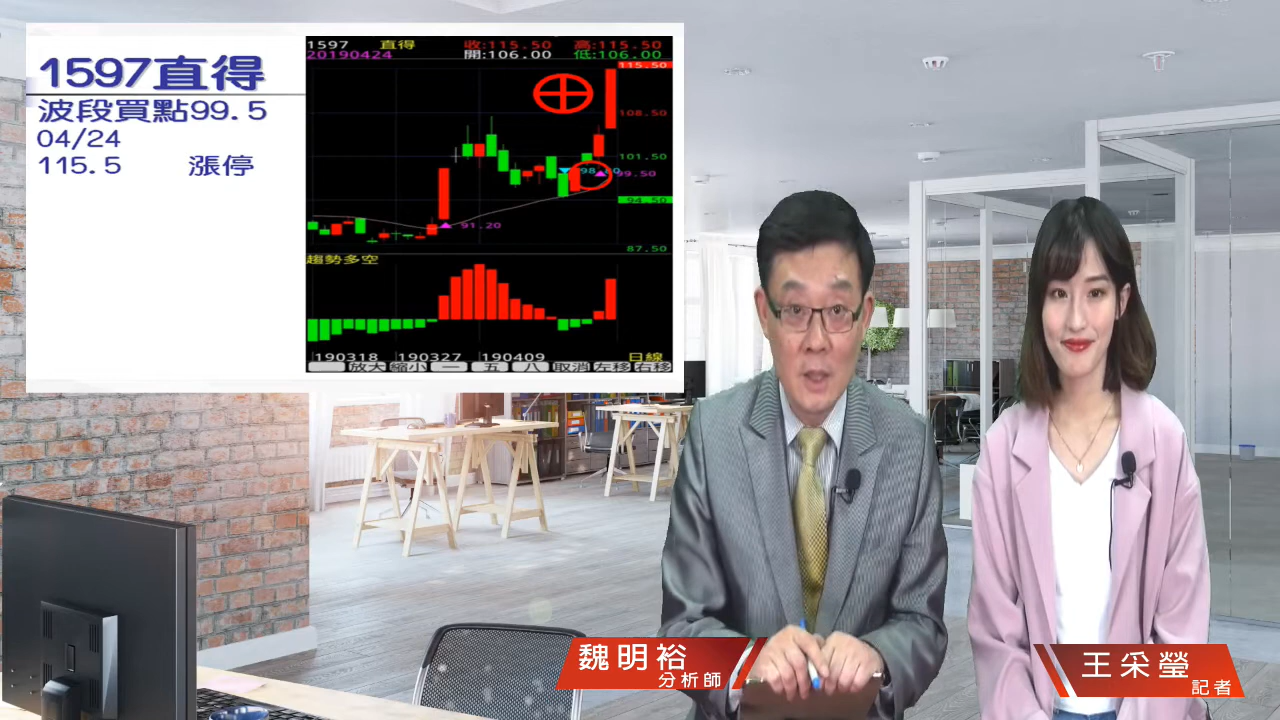 1597直得
波段買點99.5
04/24
115.5 漲停
1597 直得 收:115.50 高:115.50
20190424 開:106.00 低:106.00
115.50
108.50
101.50
99.50
94.50
91.20
87.50
趨勢多空
190318 190327 190409 日線
放大 縮小 一 五 八 取消 左移 右移
魏明裕
分析師
王采瑩
記者